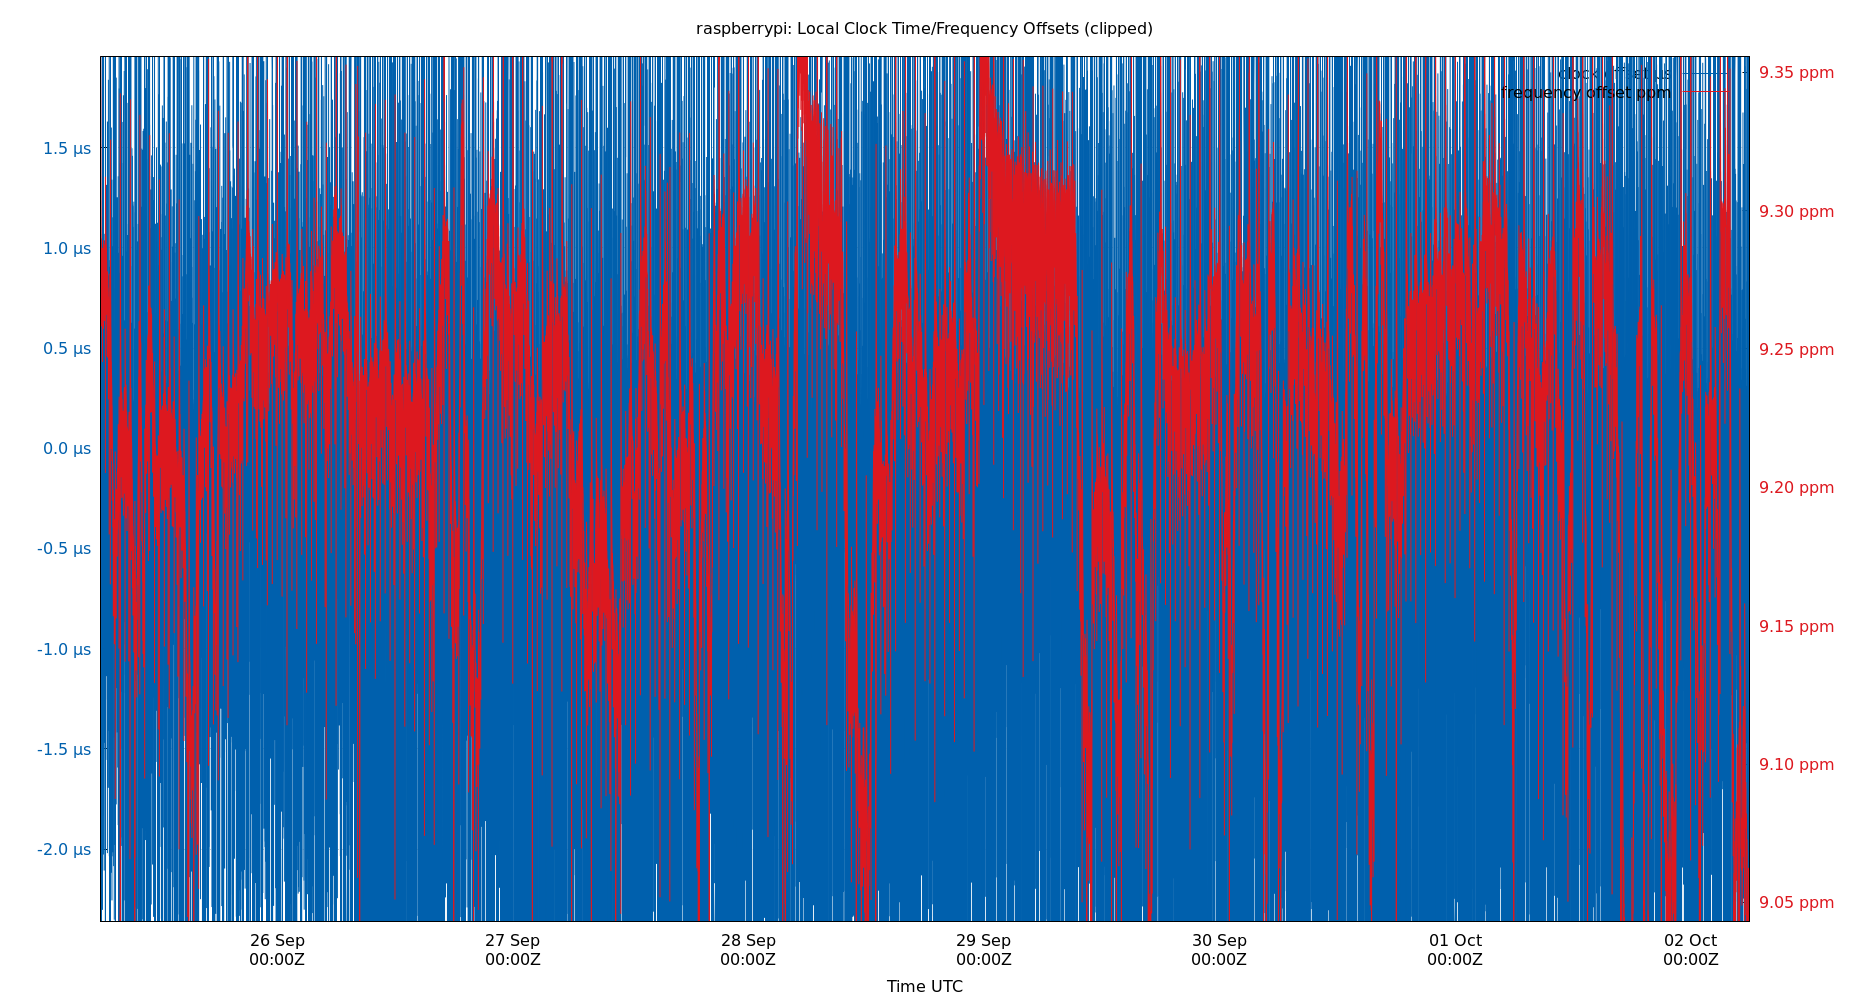 raspberrypi: Local Clock Time/Frequency Offsets (clipped)
clock offset µs
frequency offset ppm
1.5 µs
1.0 µs
0.5 µs
0.0 µs
-0.5 µs
-1.0 µs
-1.5 µs
-2.0 µs
9.35 ppm
9.30 ppm
9.25 ppm
9.20 ppm
9.15 ppm
9.10 ppm
9.05 ppm
26 Sep
00:00Z
27 Sep
00:00Z
28 Sep
00:00Z
29 Sep
00:00Z
30 Sep
00:00Z
01 Oct
00:00Z
02 Oct
00:00Z
Time UTC